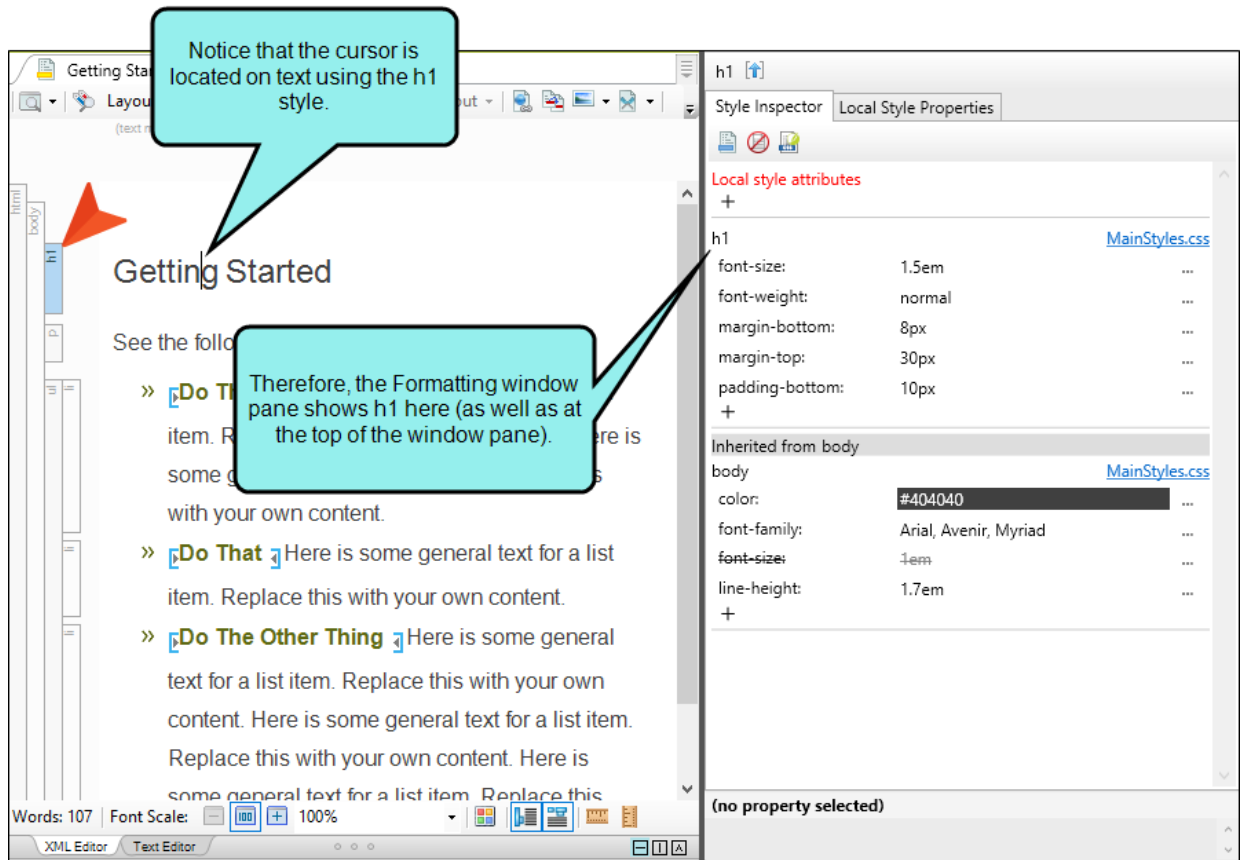 Notice that the cursor is
located on text using the h1
style.
Getting Sta
Layou
out
(text
html
body
h1
p
ul
li
li
li
Getting Started
See the follo
» Do Th
item. R
ere is
some g
s
with your own content.
» Do That Here is some general text for a list
item. Replace this with your own content.
» Do The Other Thing Here is some general
text for a list item. Replace this with your own
content. Here is some general text for a list item.
Replace this with your own content. Here is
some general text for a list item. Replace this
Therefore, the Formatting window
pane shows h1 here (as well as at
the top of the window pane).
Words: 107 Font Scale: 100 100%
XML Editor Text Editor
A
h1
Style Inspector Local Style Properties
Local style attributes
+
h1 MainStyles.css
font-size: 1.5em ...
font-weight: normal ...
margin-bottom: 8px ...
margin-top: 30px ...
padding-bottom: 10px ...
+
Inherited from body
body MainStyles.css
color: #404040 ...
font-family: Arial, Avenir, Myriad ...
font-size: 1em ...
line-height: 1.7em ...
+
(no property selected)